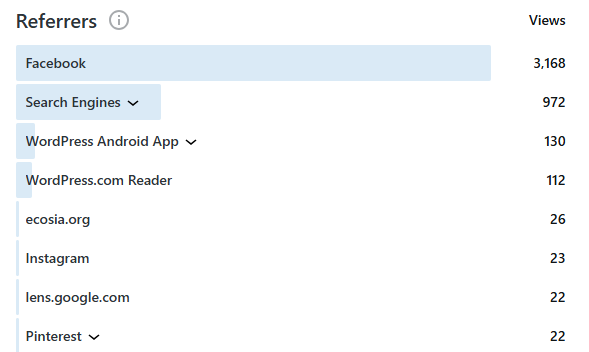 Referrers Views
Facebook 3,168
Search Engines 972
WordPress Android App 130
WordPress.com Reader 112
ecosia.org 26
Instagram 23
lens.google.com 22
Pinterest 22